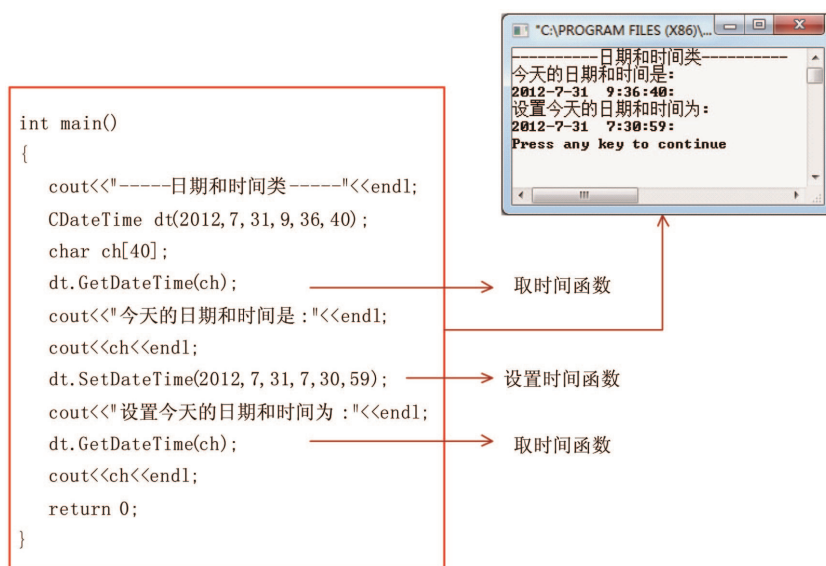 "C:\PROGRAM FILES (X86)\...
----------日期和时间类----------
今天的日期和时间是:
2012-7-31  9:36:40:
设置今天的日期和时间为:
2012-7-31  7:30:59:
Press any key to continue
int main()
{
cout<<"-----日期和时间类-----"<<endl;
CDateTime dt(2012,7,31,9,36,40);
char ch[40];
dt.GetDateTime(ch);
取时间函数
cout<<"今天的日期和时间是:"<<endl;
cout<<ch<<endl;
dt.SetDateTime(2012,7,31,7,30,59);
设置时间函数
cout<<"设置今天的日期和时间为:"<<endl;
dt.GetDateTime(ch);
取时间函数
cout<<ch<<endl;
return 0;
}